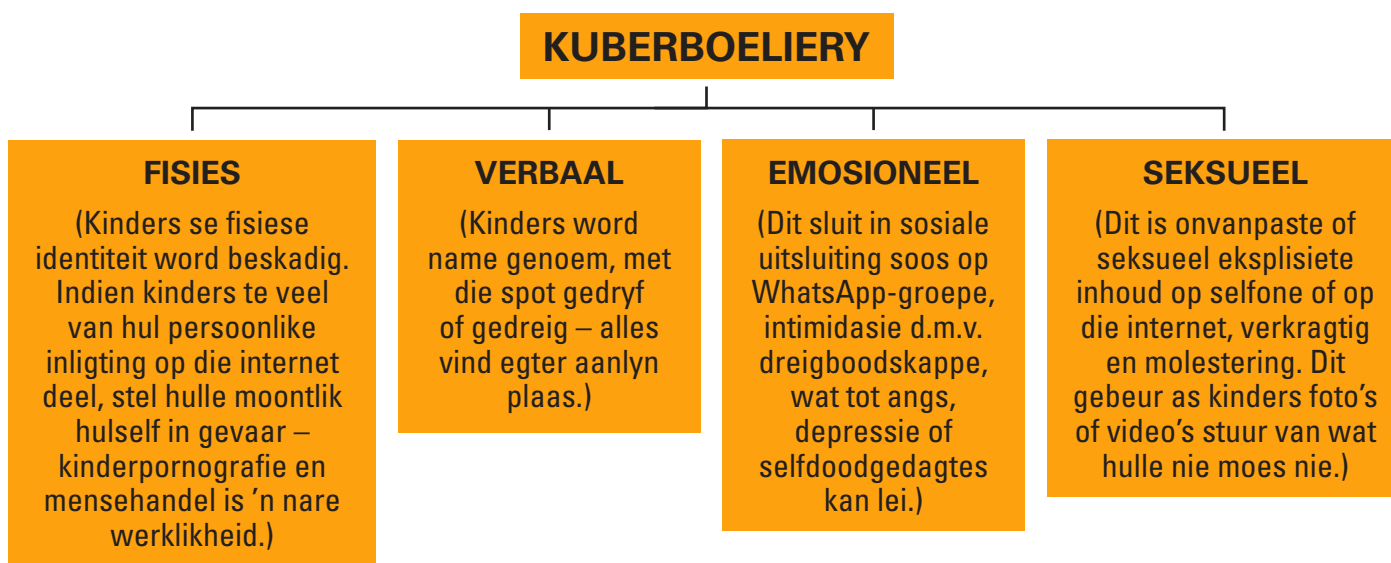 KUBERBOELIERY
FISIES
(Kinders se fisiese
identiteit word beskadig.
Indien kinders te veel
van hul persoonlike
inligting op die internet
deel, stel hulle moontlik
hulself in gevaar –
kinderpornografie en
mensehandel is ’n nare
werklikheid.)
VERBAAL
(Kinders word
name genoem, met
die spot gedryf
of gedreig – alles
vind egter aanlyn
plaas.)
EMOSIONEEL
(Dit sluit in sosiale
uitsluiting soos op
WhatsApp-groepe,
intimidasie d.m.v.
dreigboodskappe,
wat tot angs,
depressie of
selfdoodgedagtes
kan lei.)
SEKSUEEL
(Dit is onvanpaste of
seksueel eksplisiete
inhoud op selfone of op
die internet, verkragtig
en molestering. Dit
gebeur as kinders foto’s
of video’s stuur van wat
hulle nie moes nie.)